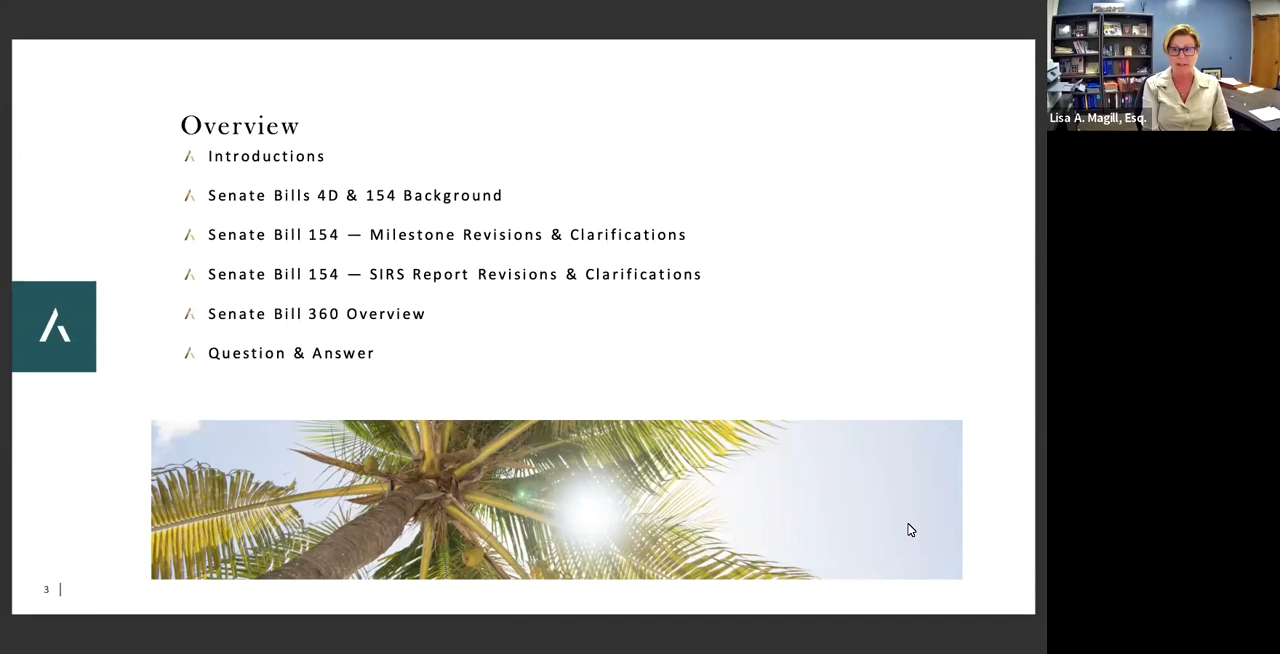 Overview
Introductions
Senate Bills 4D & 154 Background
Senate Bill 154 — Milestone Revisions & Clarifications
Senate Bill 154 — SIRS Report Revisions & Clarifications
Senate Bill 360 Overview
Question & Answer
3
Lisa A. Magill, Esq.